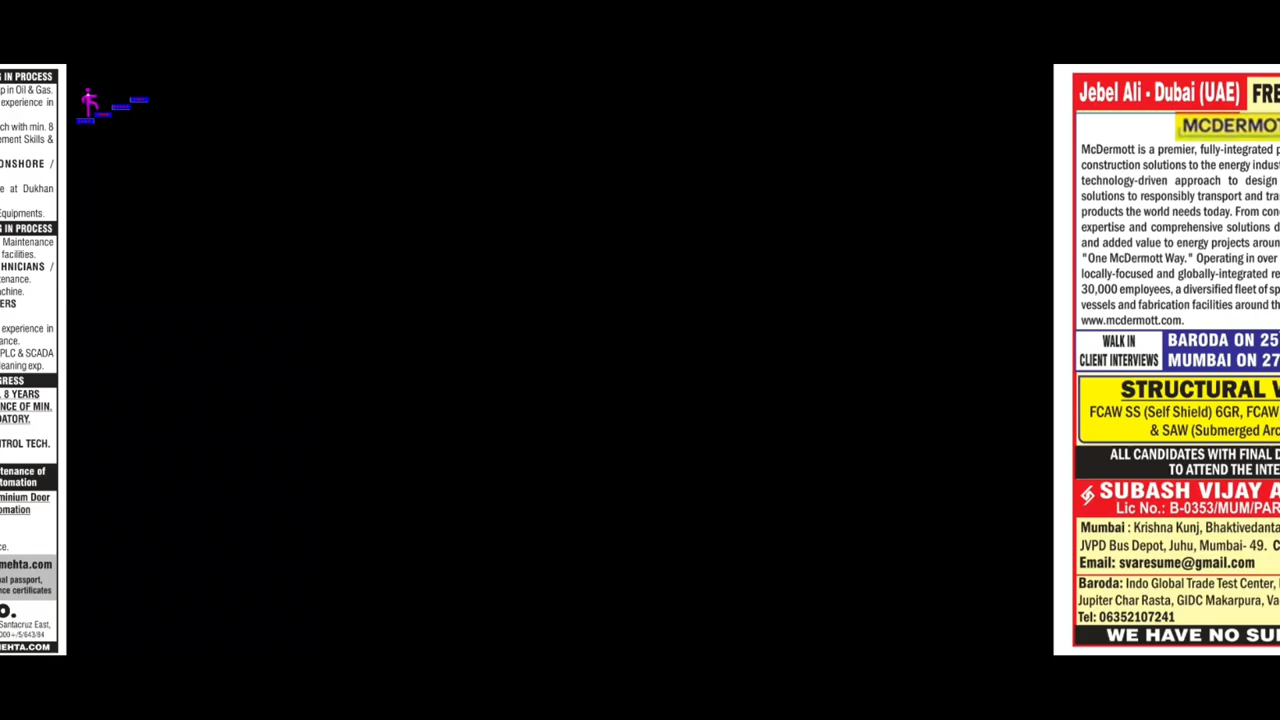 IN PROCESS
in Oil & Gas.
experience in
ch with min. 8
ement Skills &
ONSHORE /
e at Dukhan
Equipments.
IN PROCESS
Maintenance
facilities.
HNICIANS /
tenance.
achine.
ERS
experience in
ance.
PLC & SCADA
leaning exp.
GRESS
8 YEARS
NCE OF MIN.
DATORY.
TROL TECH.
tenance of
tomation
minium Door
omation
ce.
mehta.com
nal passport,
nce certificates
O.
Santacruz East,
000+/5/643/84
MEHTA.COM
Jebel Ali - Dubai (UAE) FRE
MCDERMOT
McDermott is a premier, fully-integrated p
construction solutions to the energy indust
technology-driven approach to design
solutions to responsibly transport and tra
products the world needs today. From con
expertise and comprehensive solutions d
and added value to energy projects aroun
"One McDermott Way." Operating in over
locally-focused and globally-integrated re
30,000 employees, a diversified fleet of sp
vessels and fabrication facilities around th
www.mcdermott.com.
WALK IN
CLIENT INTERVIEWS
BARODA ON 25
MUMBAI ON 27
STRUCTURAL
FCAW SS (Self Shield) 6GR, FCAW
& SAW (Submerged Arc
ALL CANDIDATES WITH FINAL D
TO ATTEND THE INTE
SUBASH VIJAY A
Lic No.: B-0353/MUM/PAR
Mumbai : Krishna Kunj, Bhaktivedanta
JVPD Bus Depot, Juhu, Mumbai- 49. C
Email: svaresume@gmail.com
Baroda: Indo Global Trade Test Center,
Jupiter Char Rasta, GIDC Makarpura, Va
Tel: 06352107241
WE HAVE NO SU